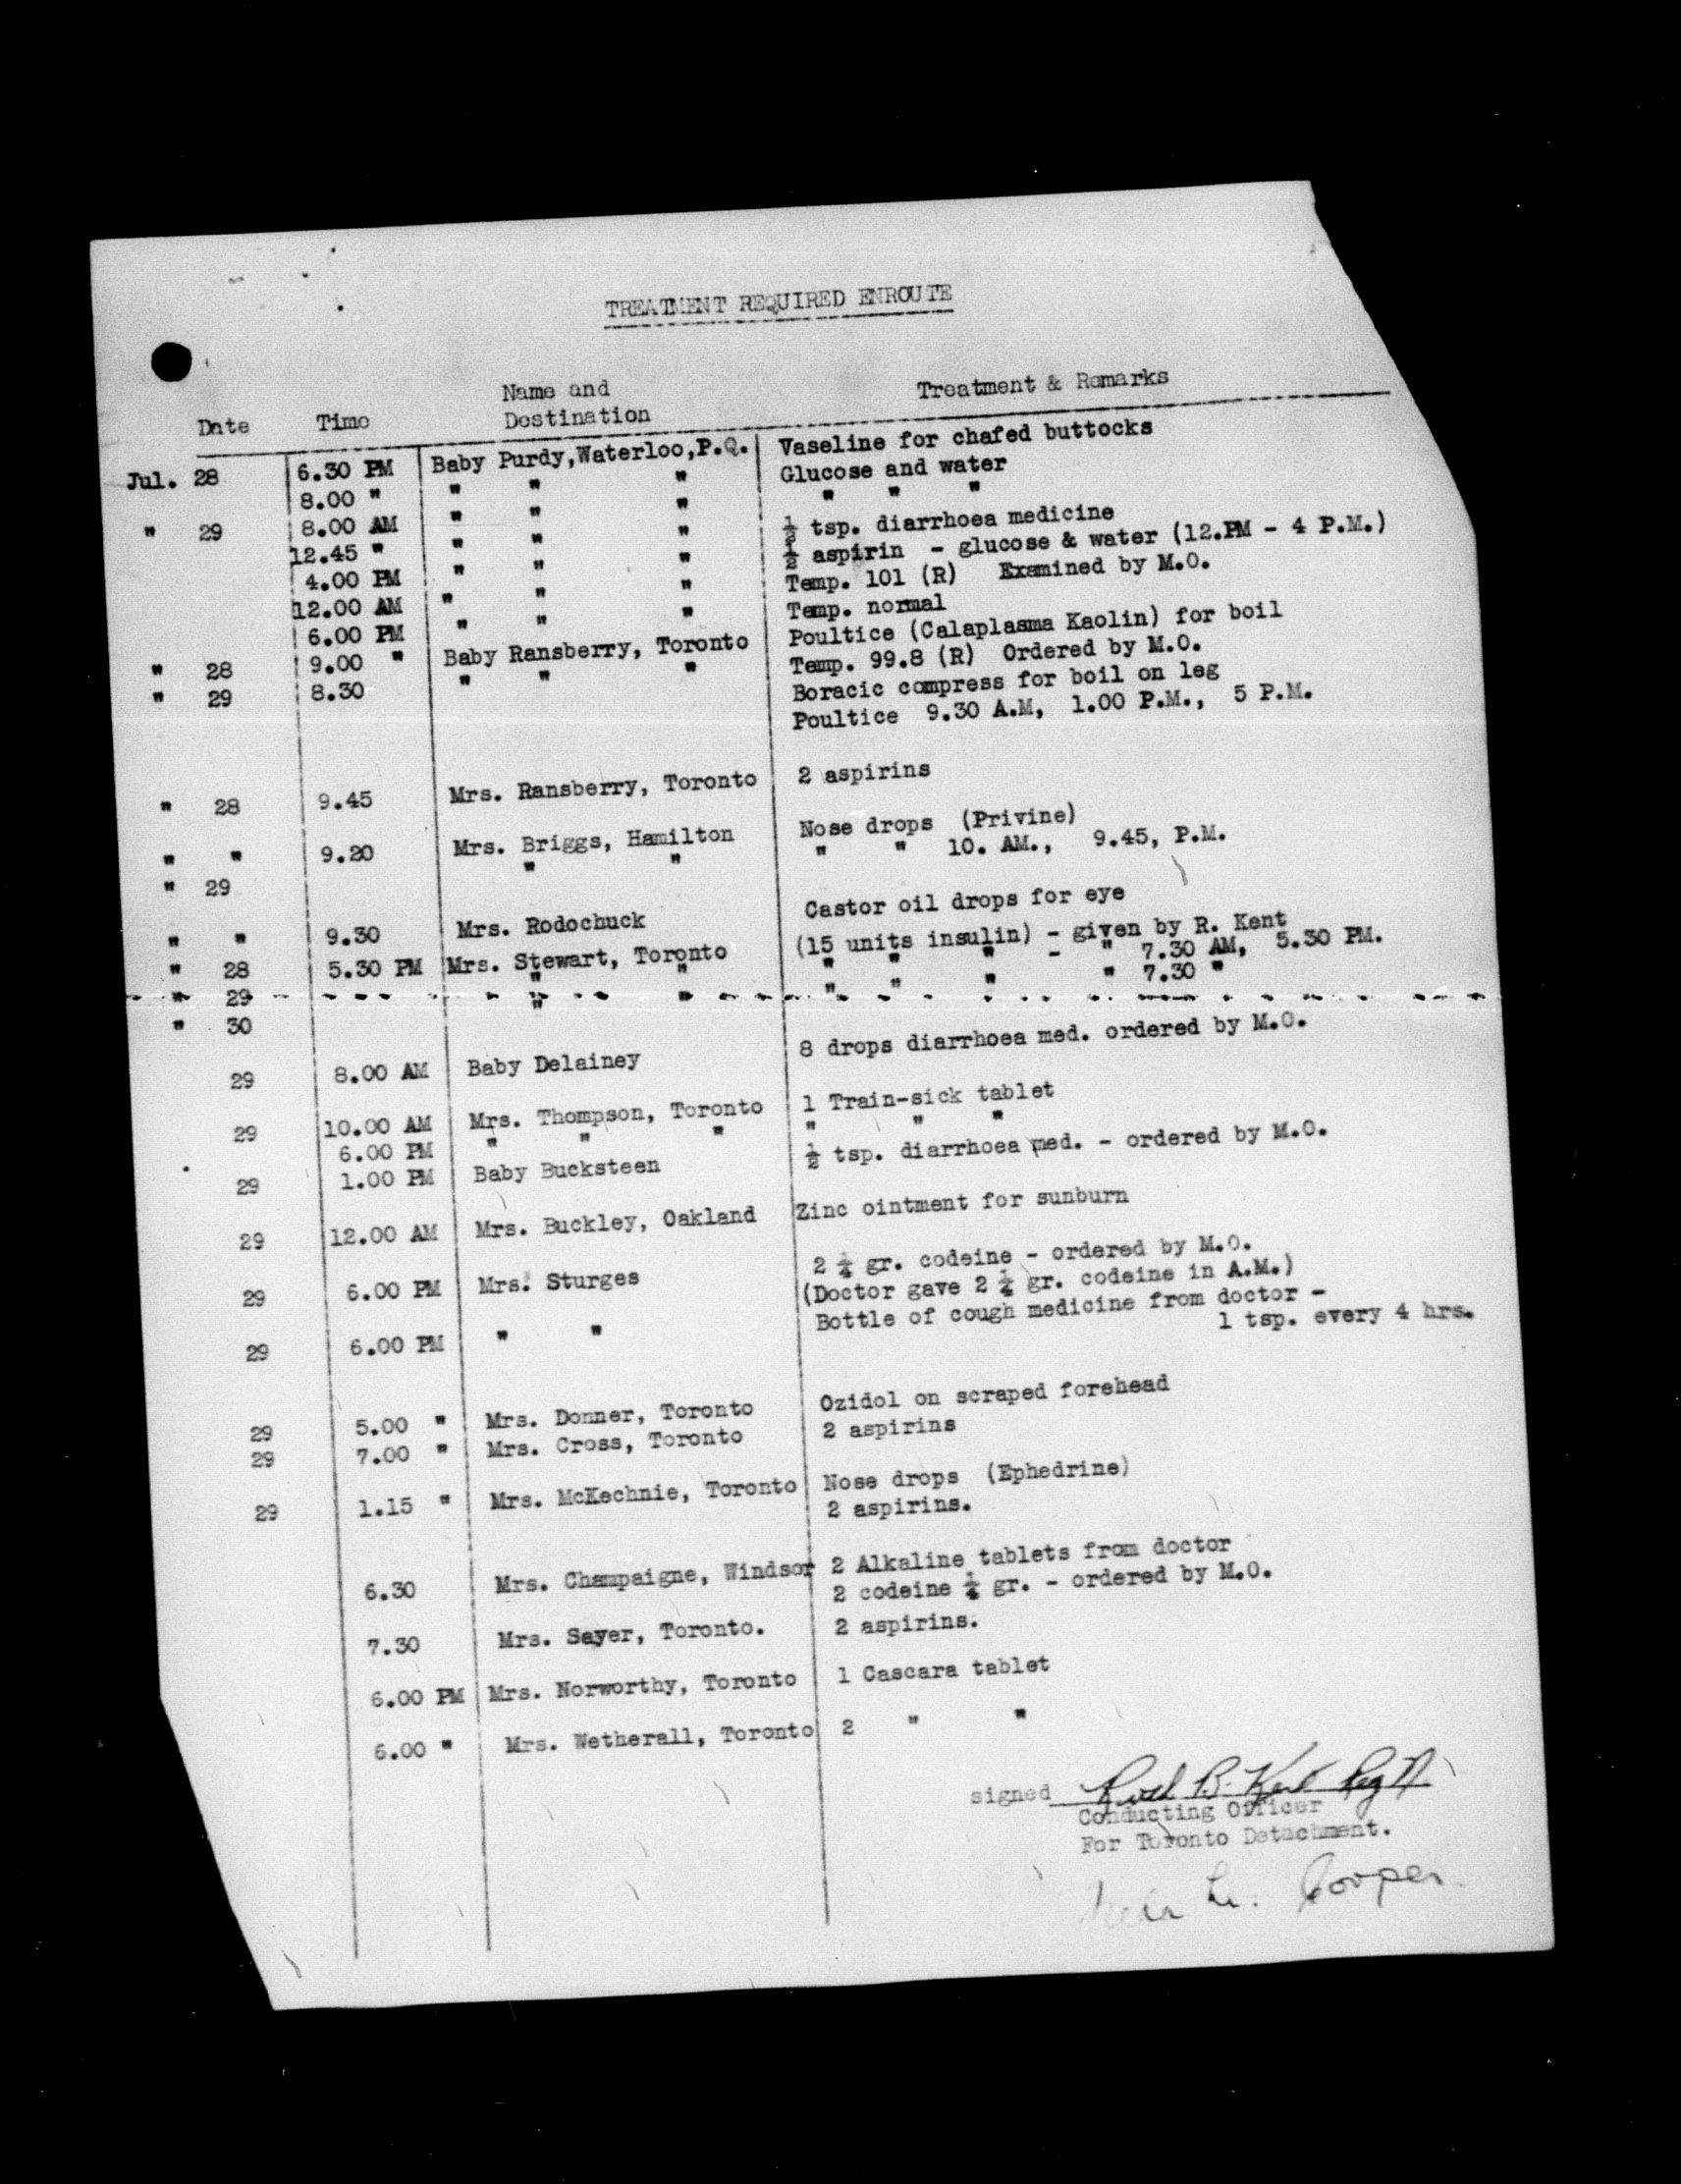 TREATMENT REQUIRED ENROUTE
Date Time Name and Destination Treatment & Remarks
Jul. 28 6.30 PM Baby Purdy, Waterloo, P.Q. Vaseline for chafed buttocks
8.00 " " " " Glucose and water
" 29 8.00 AM " " " " " "
12.45 " " " " ½ tsp. diarrhoea medicine
4.00 PM " " " ½ aspirin - glucose & water (12.PM - 4 P.M.)
12.00 AM " " " Temp. 101 (R) Examined by M.O.
6.00 PM " " " Temp. normal
" 28 9.00 " Baby Ransberry, Toronto Poultice (Calaplasma Kaolin) for boil
" 29 8.30 " " " Temp. 99.8 (R) Ordered by M.O.
Boracic compress for boil on leg
Poultice 9.30 A.M, 1.00 P.M., 5 P.M.
" 28 9.45 Mrs. Ransberry, Toronto 2 aspirins
" " 9.20 Mrs. Briggs, Hamilton Nose drops (Privine)
" 29 " " " " 10. AM., 9.45, P.M.
" " 9.30 Mrs. Rodochuck Castor oil drops for eye
" 28 5.30 PM Mrs. Stewart, Toronto (15 units insulin) - given by R. Kent
" 29 " " " " " - " 7.30 AM, 5.30 PM.
" 30 " " " " " 7.30 "
29 8.00 AM Baby Delainey 8 drops diarrhoea med. ordered by M.O.
29 10.00 AM Mrs. Thompson, Toronto 1 Train-sick tablet
6.00 PM " " " " " "
29 1.00 PM Baby Bucksteen ½ tsp. diarrhoea med. - ordered by M.O.
29 12.00 AM Mrs. Buckley, Oakland Zinc ointment for sunburn
29 6.00 PM Mrs. Sturges 2 ¼ gr. codeine - ordered by M.O.
(Doctor gave 2 ¼ gr. codeine in A.M.)
29 6.00 PM " " Bottle of cough medicine from doctor -
1 tsp. every 4 hrs.
29 5.00 " Mrs. Donner, Toronto Ozidol on scraped forehead
29 7.00 " Mrs. Cross, Toronto 2 aspirins
29 1.15 " Mrs. McKechnie, Toronto Nose drops (Ephedrine)
2 aspirins.
6.30 Mrs. Champaigne, Windsor 2 Alkaline tablets from doctor
2 codeine ¼ gr. - ordered by M.O.
7.30 Mrs. Sayer, Toronto. 2 aspirins.
6.00 PM Mrs. Norworthy, Toronto 1 Cascara tablet
6.00 " Mrs. Wetherall, Toronto 2 " "
signed B. Kent Reg N.
Conducting Officer
For Toronto Detachment.
Cooper